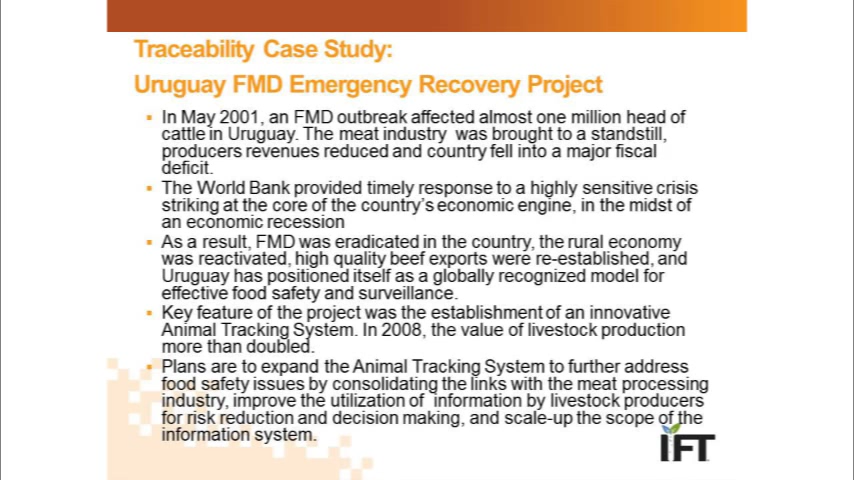 Traceability Case Study:
Uruguay FMD Emergency Recovery Project
In May 2001, an FMD outbreak affected almost one million head of
cattle in Uruguay. The meat industry was brought to a standstill,
producers revenues reduced and country fell into a major fiscal
deficit.
The World Bank provided timely response to a highly sensitive crisis
striking at the core of the country's economic engine, in the midst of
an economic recession
As a result, FMD was eradicated in the country, the rural economy
was reactivated, high quality beef exports were re-established, and
Uruguay has positioned itself as a globally recognized model for
effective food safety and surveillance.
Key feature of the project was the establishment of an innovative
Animal Tracking System. In 2008, the value of livestock production
more than doubled.
Plans are to expand the Animal Tracking System to further address
food safety issues by consolidating the links with the meat processing
industry, improve the utilization of information by livestock producers
for risk reduction and decision making, and scale-up the scope of the
information system.
IFT